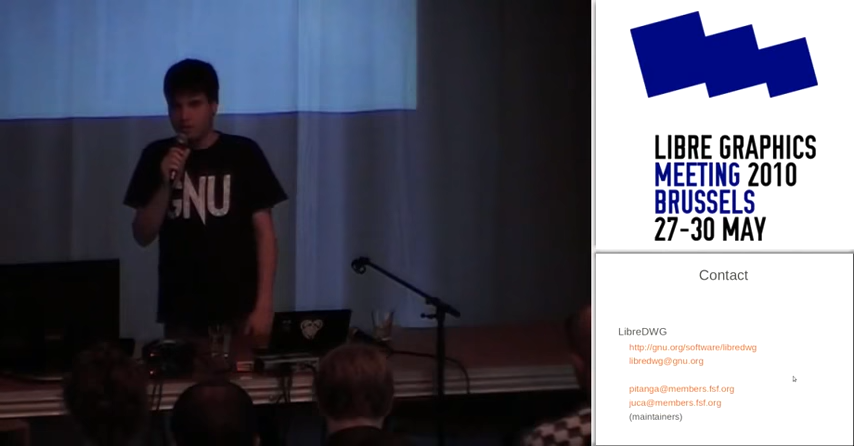 GNU
LIBRE GRAPHICS
MEETING 2010
BRUSSELS
27-30 MAY
Contact
LibreDWG
http://gnu.org/software/libredwg
libredwg@gnu.org
pitanga@members.fsf.org
juca@members.fsf.org
(maintainers)